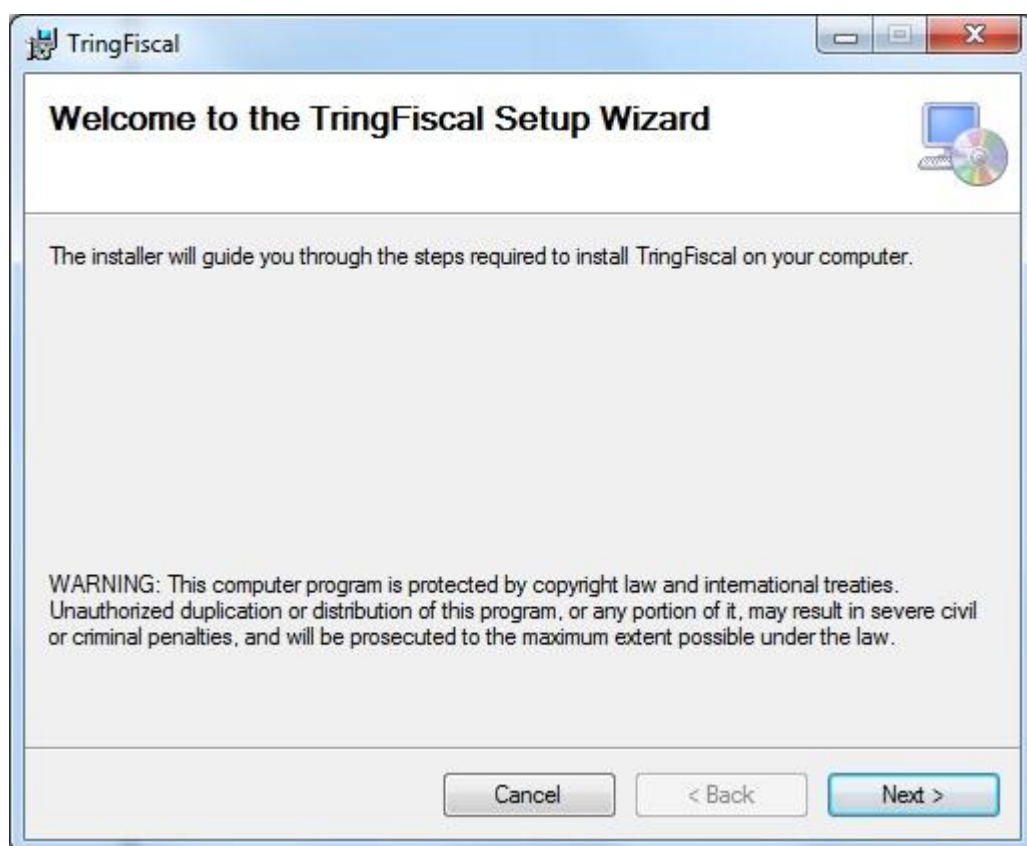 TringFiscal
Welcome to the TringFiscal Setup Wizard
The installer will guide you through the steps required to install TringFiscal on your computer.
WARNING: This computer program is protected by copyright law and international treaties.
Unauthorized duplication or distribution of this program, or any portion of it, may result in severe civil
or criminal penalties, and will be prosecuted to the maximum extent possible under the law.
Cancel < Back Next >